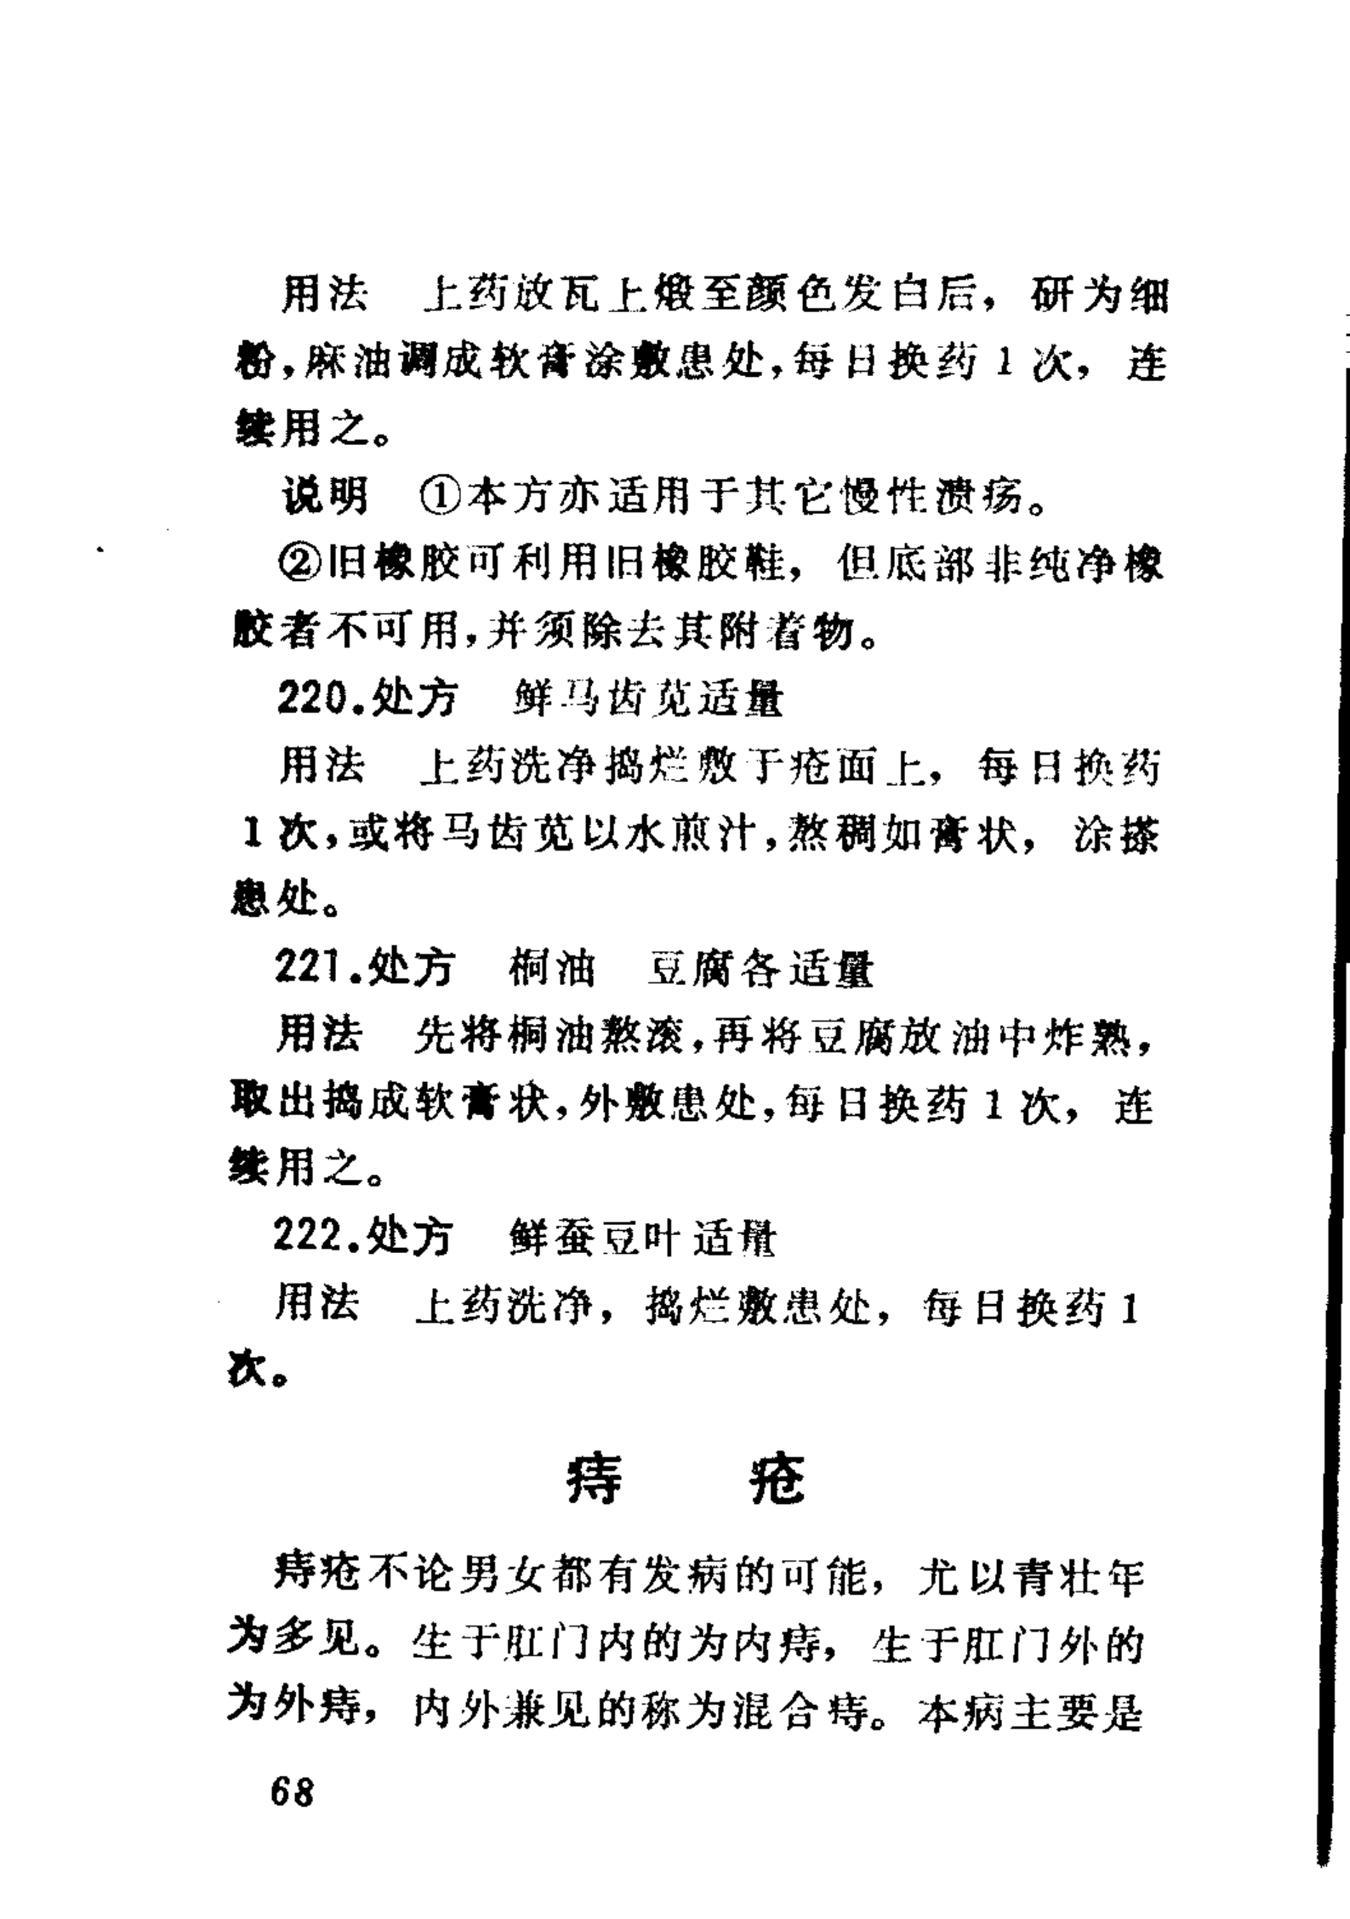 用法　上药放瓦上煅至颜色发白后，研为细
粉，麻油调成软膏涂敷患处，每日换药1次，连
续用之。
说明　①本方亦适用于其它慢性溃疡。
②旧橡胶可利用旧橡胶鞋，但底部非纯净橡
胶者不可用，并须除去其附着物。
220.处方　鲜马齿苋适量
用法　上药洗净捣烂敷于疮面上，每日换药
1次，或将马齿苋以水煎汁，熬稠如膏状，涂搽
患处。
221.处方　桐油　豆腐各适量
用法　先将桐油熬滚，再将豆腐放油中炸熟，
取出捣成软膏状，外敷患处，每日换药1次，连
续用之。
222.处方　鲜蚕豆叶适量
用法　上药洗净，捣烂敷患处，每日换药1
次。
痔　疮
痔疮不论男女都有发病的可能，尤以青壮年
为多见。生于肛门内的为内痔，生于肛门外的
为外痔，内外兼见的称为混合痔。本病主要是
68